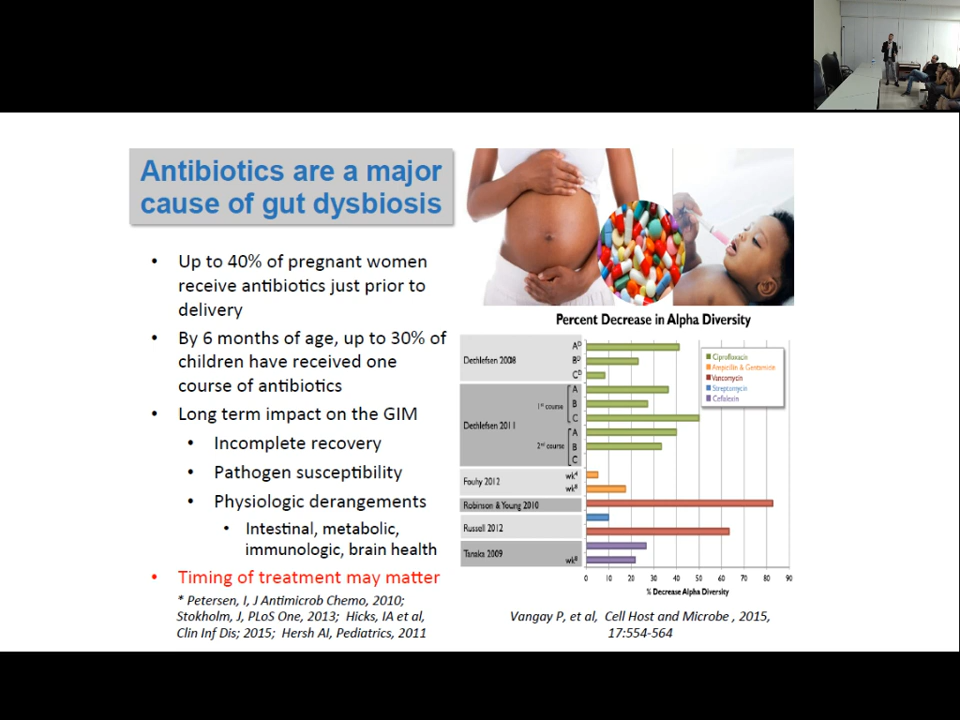 Antibiotics are a major
cause of gut dysbiosis
• Up to 40% of pregnant women
receive antibiotics just prior to
delivery
• By 6 months of age, up to 30% of
children have received one
course of antibiotics
• Long term impact on the GIM
• Incomplete recovery
• Pathogen susceptibility
• Physiologic derangements
• Intestinal, metabolic,
immunologic, brain health
• Timing of treatment may matter
* Petersen, I, J Antimicrob Chemo, 2010;
Stokholm, J, PLoS One, 2013; Hicks, IA et al,
Clin Inf Dis; 2015; Hersh AI, Pediatrics, 2011
Percent Decrease in Alpha Diversity
Dethlefsen 2008
A D
B D
C D
Dethlefsen 2011
1st course
A
B
C
2nd course
A
B
C
Fouhy 2012
wk4
wk8
Robinson & Young 2010
Russell 2012
Tanaka 2009
wk8
Ciprofloxacin
Ampicillin & Gentamicin
Vancomycin
Streptomycin
Cefalexin
0 10 20 30 40 50 60 70 80 90
% Decrease Alpha Diversity
Vangay P, et al, Cell Host and Microbe , 2015,
17:554-564